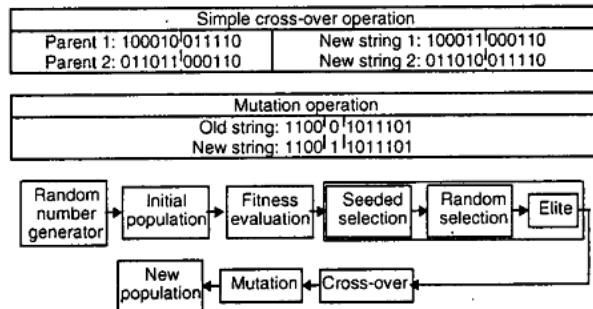 Simple cross-over operation
Parent 1: 100010|011110 New string 1: 100011|000110
Parent 2: 011011|000110 New string 2: 011010|011110
Mutation operation
Old string: 1100|0|1011101
New string: 1100|1|1011101
Random number generator
Initial population
Fitness evaluation
Seeded selection
Random selection
Elite
New population
Mutation
Cross-over